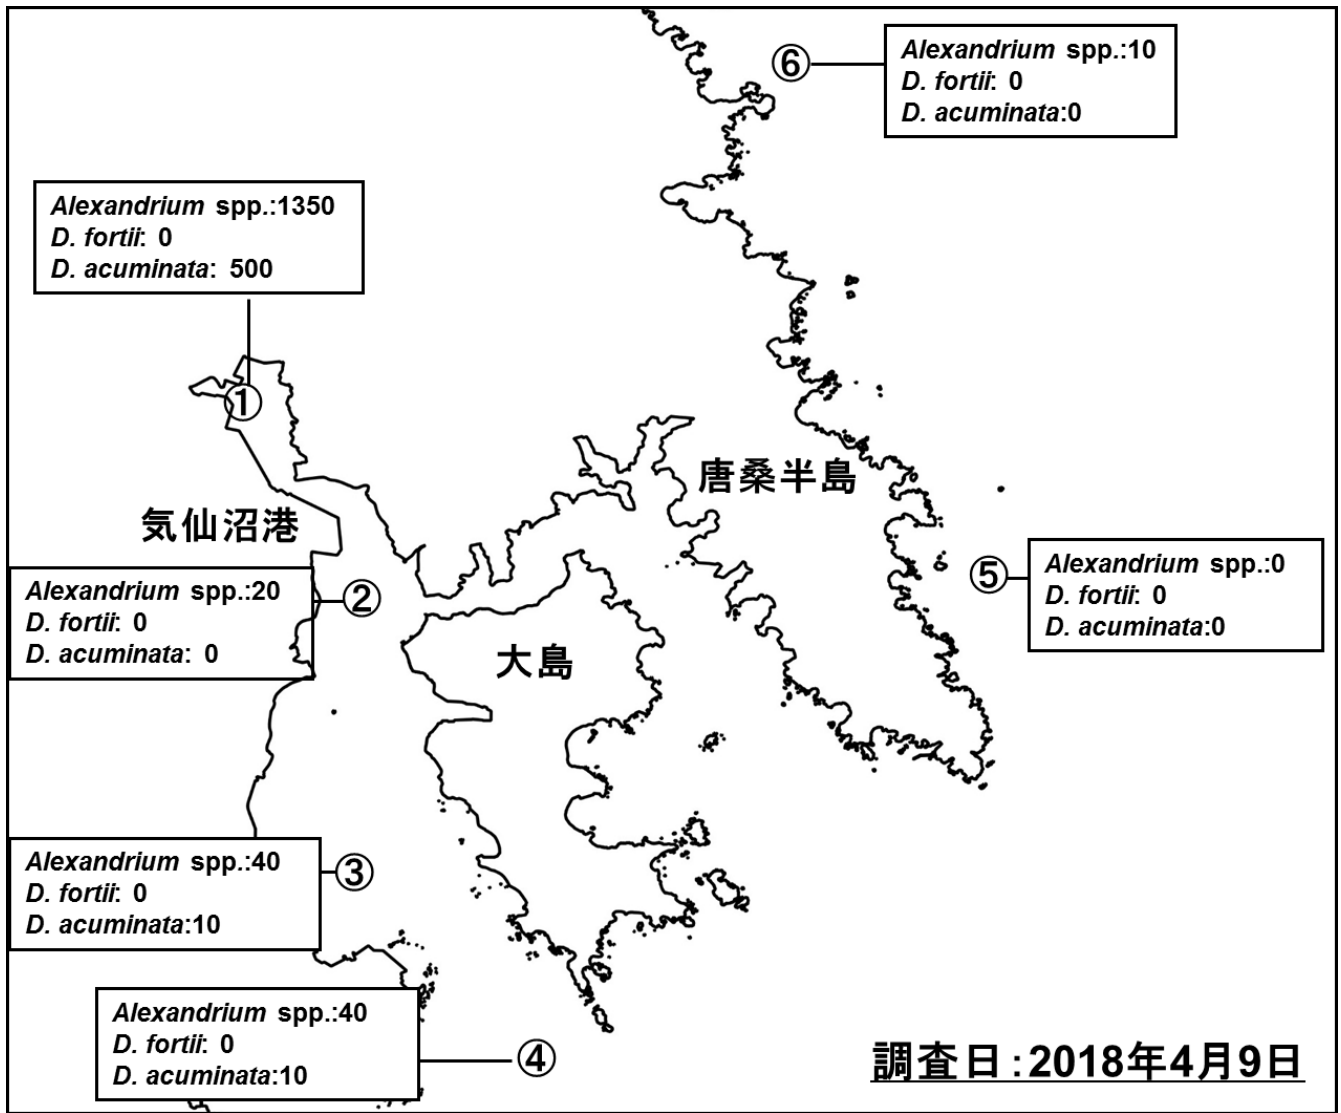 ⑥
Alexandrium spp.:10
D. fortii: 0
D. acuminata:0
Alexandrium spp.:1350
D. fortii: 0
D. acuminata: 500
①
唐桑半島
気仙沼港
Alexandrium spp.:20
D. fortii: 0
D. acuminata: 0
②
⑤
Alexandrium spp.:0
D. fortii: 0
D. acuminata:0
大島
Alexandrium spp.:40
D. fortii: 0
D. acuminata:10
③
Alexandrium spp.:40
D. fortii: 0
D. acuminata:10
④
調査日:2018年4月9日